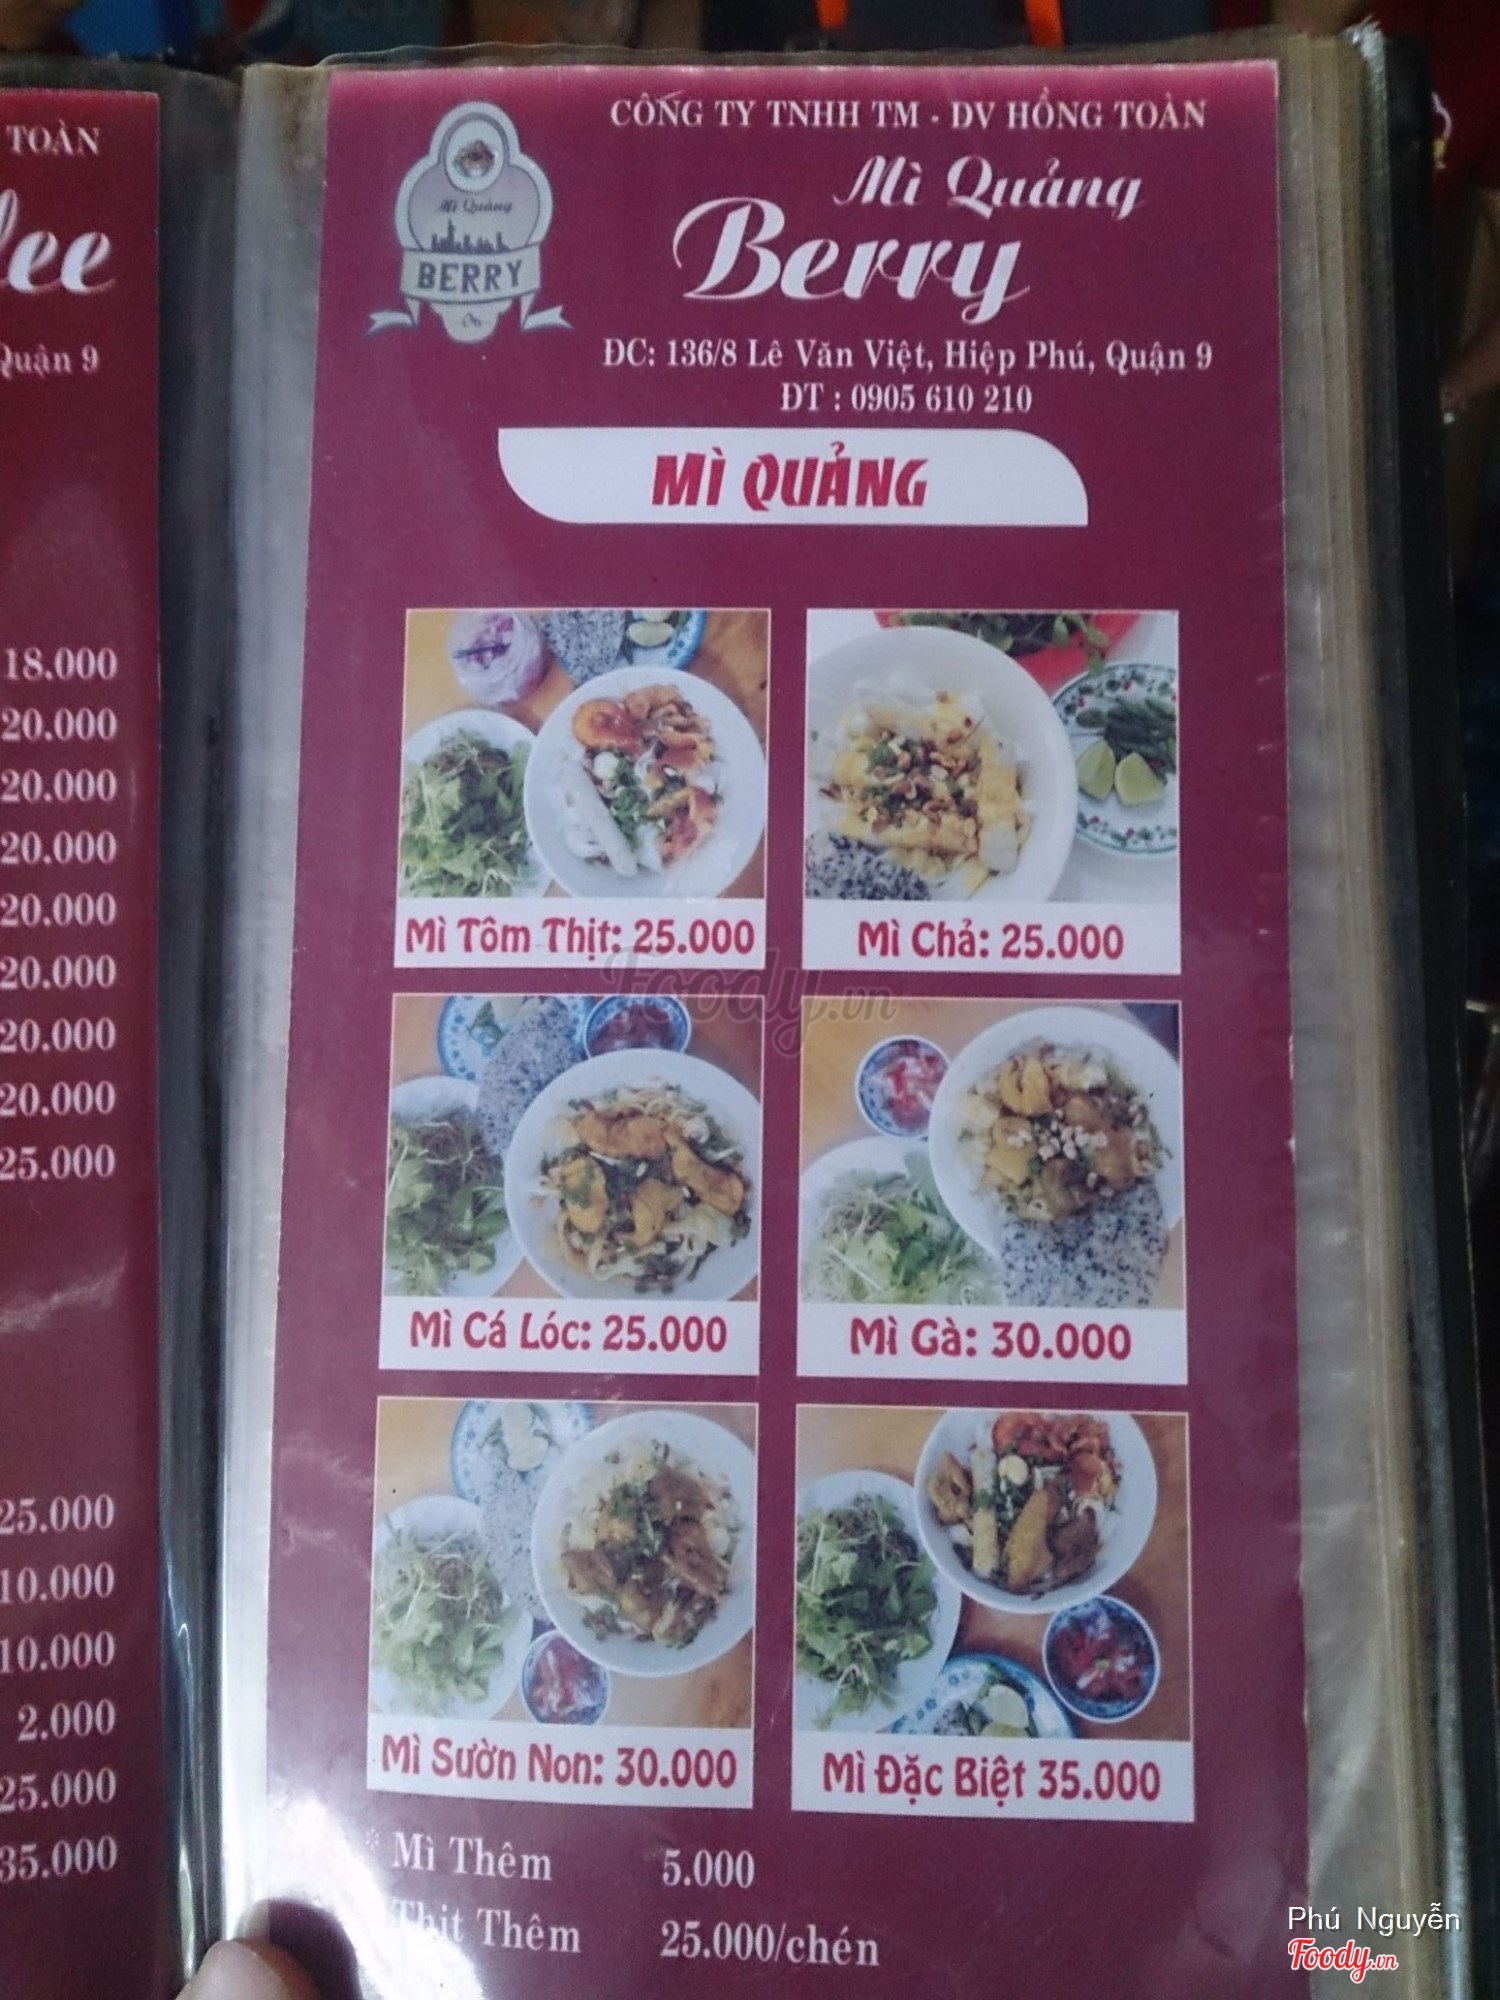 TOÀN
lee
Quận 9
18.000
20.000
20.000
20.000
20.000
20.000
20.000
20.000
25.000
25.000
10.000
10.000
2.000
25.000
35.000
CÔNG TY TNHH TM - DV HỒNG TOÀN
Mì Quảng
BERRY
Mì Quảng
Berry
ĐC: 136/8 Lê Văn Việt, Hiệp Phú, Quận 9
ĐT : 0905 610 210
MÌ QUẢNG
Mì Tôm Thịt: 25.000
Mì Chả: 25.000
Foody.vn
Mì Cá Lóc: 25.000
Mì Gà: 30.000
Mì Sườn Non: 30.000
Mì Đặc Biệt 35.000
* Mì Thêm 5.000
Thịt Thêm 25.000/chén
Phú Nguyễn
Foody.vn